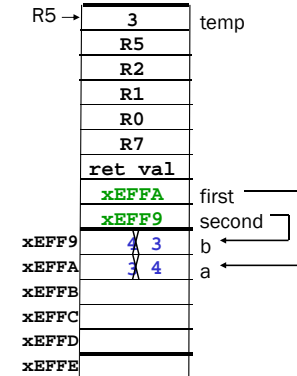 R5 3 temp
R5
R2
R1
R0
R7
ret val
xEFFA first
xEFF9 second
xEFF9 4 3 b
xEFFA 3 4 a
xEFFB
xEFFC
xEFFD
xEFFE